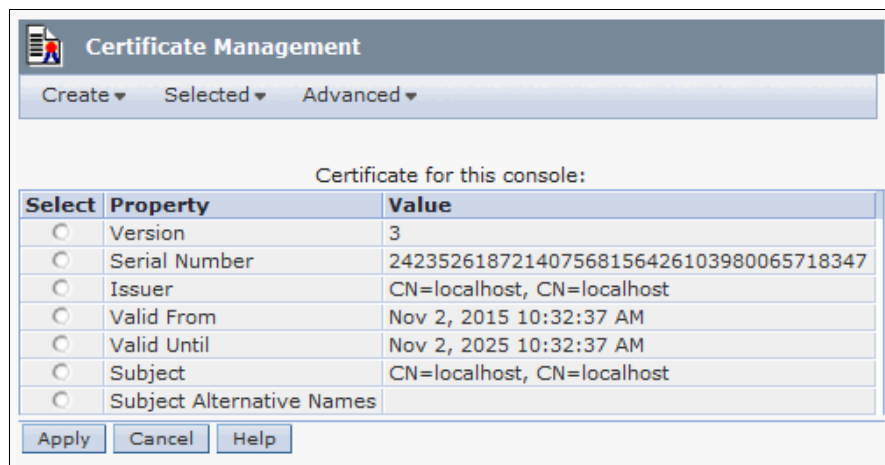 Certificate Management
Create Selected Advanced
Certificate for this console:
Select Property Value
Version 3
Serial Number 242352618721407568156426103980065718347
Issuer CN=localhost, CN=localhost
Valid From Nov 2, 2015 10:32:37 AM
Valid Until Nov 2, 2025 10:32:37 AM
Subject CN=localhost, CN=localhost
Subject Alternative Names
Apply Cancel Help